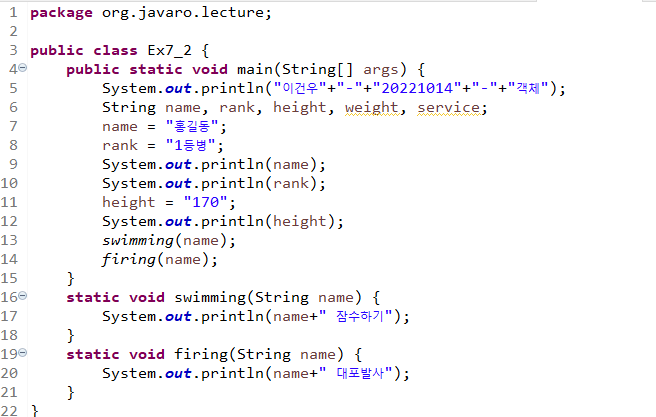 1 package org.javaro.lecture;
2
3 public class Ex7_2 {
4 public static void main(String[] args) {
5 System.out.println("이건우"+"-"+"20221014"+"-"+"객체");
6 String name, rank, height, weight, service;
7 name = "홍길동";
8 rank = "1등병";
9 System.out.println(name);
10 System.out.println(rank);
11 height = "170";
12 System.out.println(height);
13 swimming(name);
14 firing(name);
15 }
16 static void swimming(String name) {
17 System.out.println(name+" 잠수하기");
18 }
19 static void firing(String name) {
20 System.out.println(name+" 대포발사");
21 }
22 }